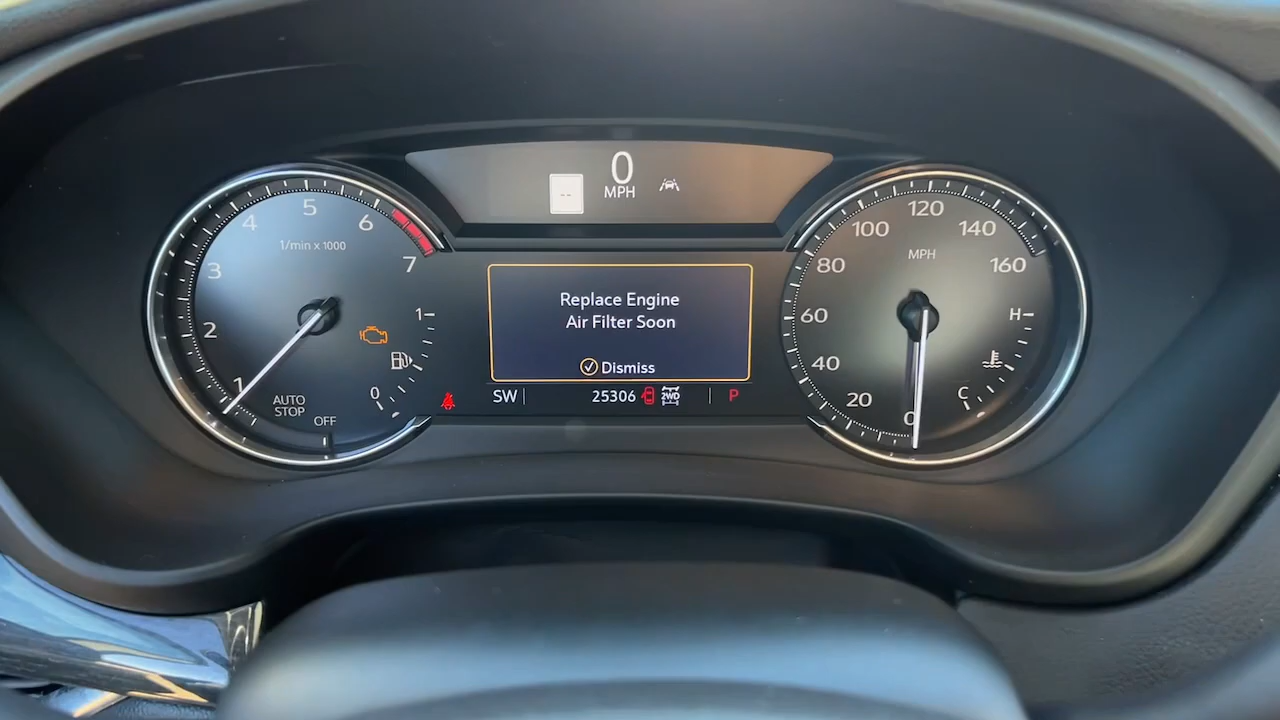 0
MPH
--
5
4
6
1/min x 1000
3
7
2
1
1
AUTO
STOP
OFF
0
Replace Engine
Air Filter Soon
Dismiss
SW
25306
2WD
P
120
100
140
MPH
80
160
60
H
40
C
20
0